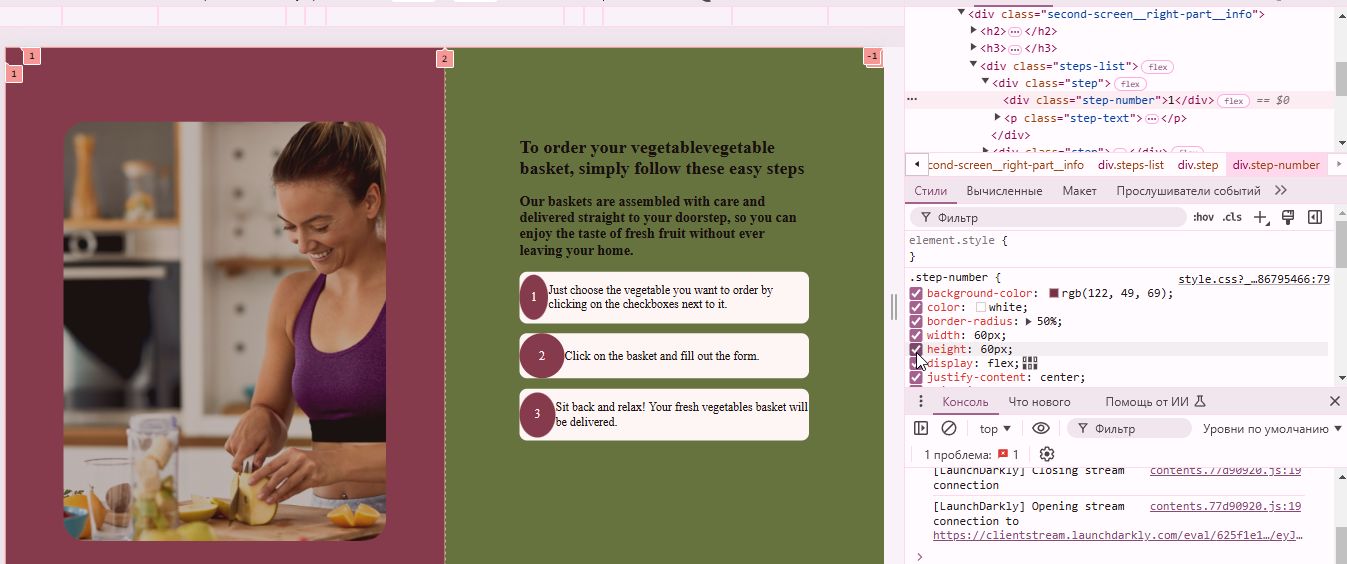 1
1
2
-1
To order your vegetablevegetable
basket, simply follow these easy steps
Our baskets are assembled with care and
delivered straight to your doorstep, so you can
enjoy the taste of fresh fruit without ever
leaving your home.
1
Just choose the vegetable you want to order by
clicking on the checkboxes next to it.
2
Click on the basket and fill out the form.
3
Sit back and relax! Your fresh vegetables basket will
be delivered.
<div class="second-screen__right-part__info">
<h2> ⋯ </h2>
<h3> ⋯ </h3>
<div class="steps-list"> flex
<div class="step"> flex
⋯ <div class="step-number">1</div> flex == $0
<p class="step-text"> ⋯ </p>
</div>
cond-screen__right-part__info div.steps-list div.step div.step-number
Стили Вычисленные Макет Прослушиватели событий
Фильтр :hov .cls
element.style {
}
.step-number { style.css?_…86795466:79
background-color: rgb(122, 49, 69);
color: white;
border-radius: 50%;
width: 60px;
height: 60px;
display: flex;
justify-content: center;
Консоль Что нового Помощь от ИИ
top Фильтр Уровни по умолчанию
1 проблема: 1
[LaunchDarkly] Closing stream contents.77d90920.js:19
connection
[LaunchDarkly] Opening stream contents.77d90920.js:19
connection to
https://clientstream.launchdarkly.com/eval/625f1e1…/eyJ…